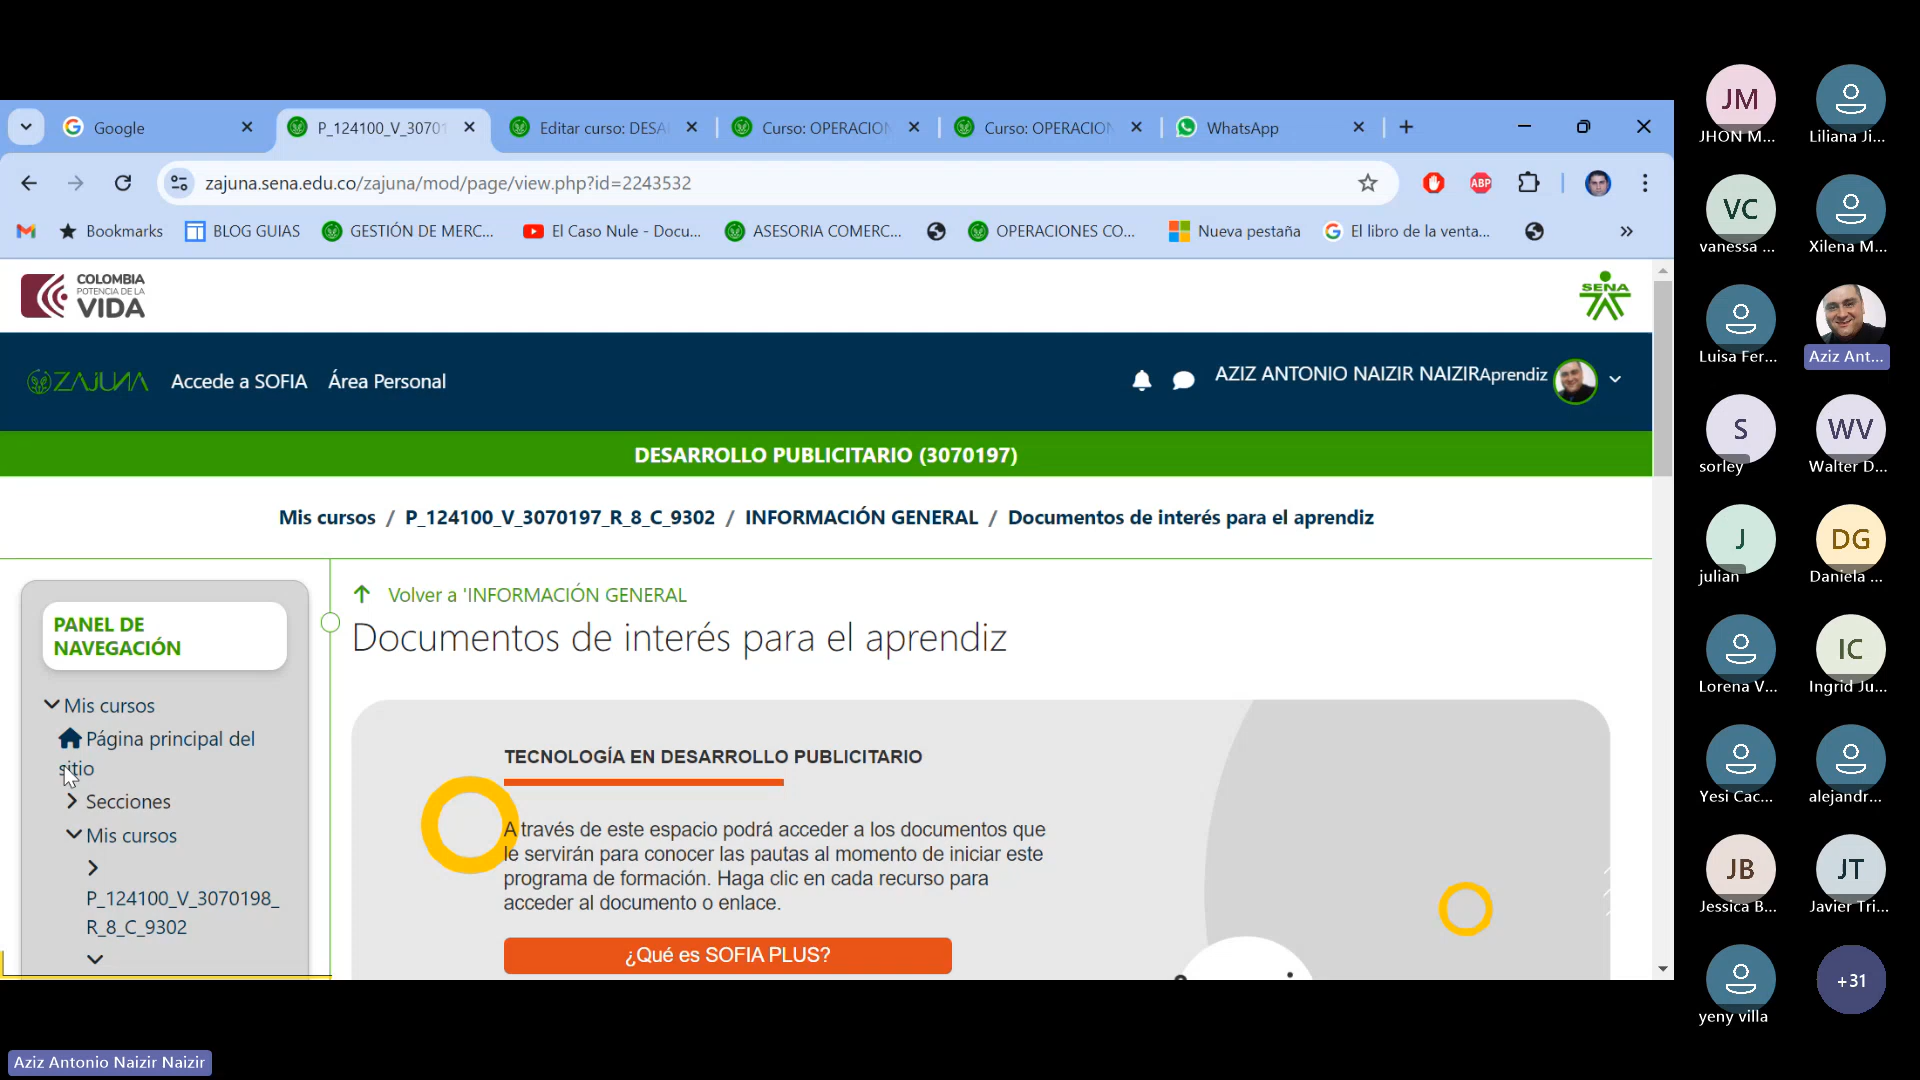 Google
P_124100_V_3070
Editar curso: DESA
Curso: OPERACION
Curso: OPERACION
WhatsApp
zajuna.sena.edu.co/zajuna/mod/page/view.php?id=2243532
ABP
Bookmarks
BLOG GUIAS
GESTIÓN DE MERC...
El Caso Nule - Docu...
ASESORIA COMERC...
OPERACIONES CO...
Nueva pestaña
El libro de la venta...
COLOMBIA
POTENCIA DE LA
VIDA
SENA
ZAJUNA
Accede a SOFIA
Área Personal
AZIZ ANTONIO NAIZIR NAIZIRAprendiz
DESARROLLO PUBLICITARIO (3070197)
Mis cursos / P_124100_V_3070197_R_8_C_9302 / INFORMACIÓN GENERAL / Documentos de interés para el aprendiz
PANEL DE
NAVEGACIÓN
Mis cursos
Página principal del
sitio
Secciones
Mis cursos
P_124100_V_3070198_
R_8_C_9302
Volver a 'INFORMACIÓN GENERAL
Documentos de interés para el aprendiz
TECNOLOGÍA EN DESARROLLO PUBLICITARIO
A través de este espacio podrá acceder a los documentos que
le servirán para conocer las pautas al momento de iniciar este
programa de formación. Haga clic en cada recurso para
acceder al documento o enlace.
¿Qué es SOFIA PLUS?
JM
JHON M...
Liliana Ji...
VC
vanessa ...
Xilena M...
Luisa Fer...
Aziz Ant...
S
sorley
WV
Walter D...
J
julian
DG
Daniela ...
Lorena V...
IC
Ingrid Ju...
Yesi Cac...
alejandr...
JB
Jessica B...
JT
Javier Tri...
yeny villa
+31
Aziz Antonio Naizir Naizir